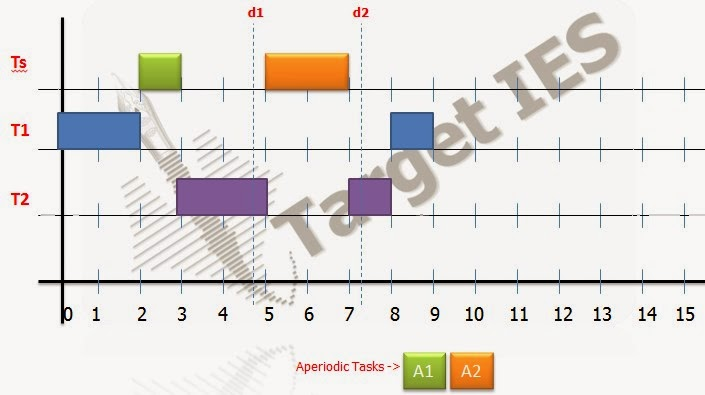 d1 d2
Ts
T1
T2
Target IES
0 1 2 3 4 5 6 7 8 9 10 11 12 13 14 15
Aperiodic Tasks -> A1 A2